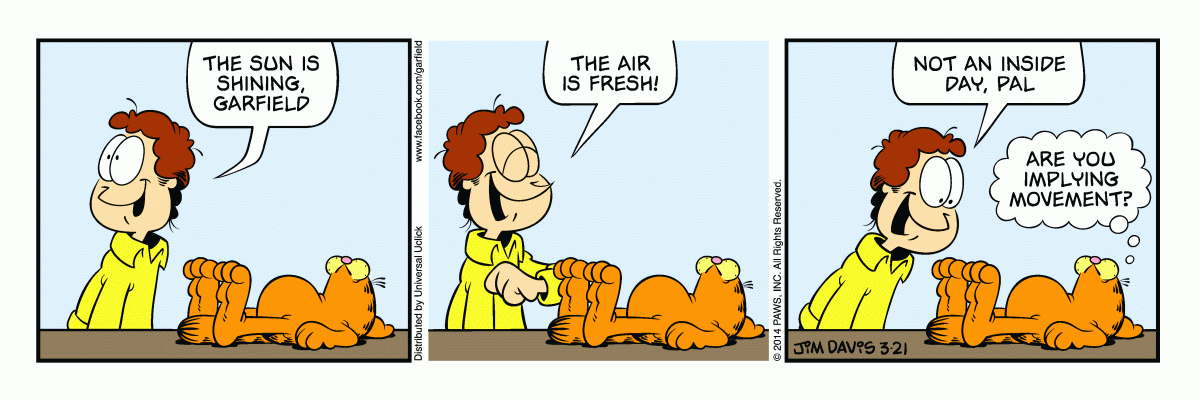 THE SUN IS
SHINING,
GARFIELD
www.facebook.com/garfield
Distributed by Universal Uclick
THE AIR
IS FRESH!
© 2014 PAWS, INC. All Rights Reserved.
NOT AN INSIDE
DAY, PAL
ARE YOU
IMPLYING
MOVEMENT?
JIM DAVIS 3·21